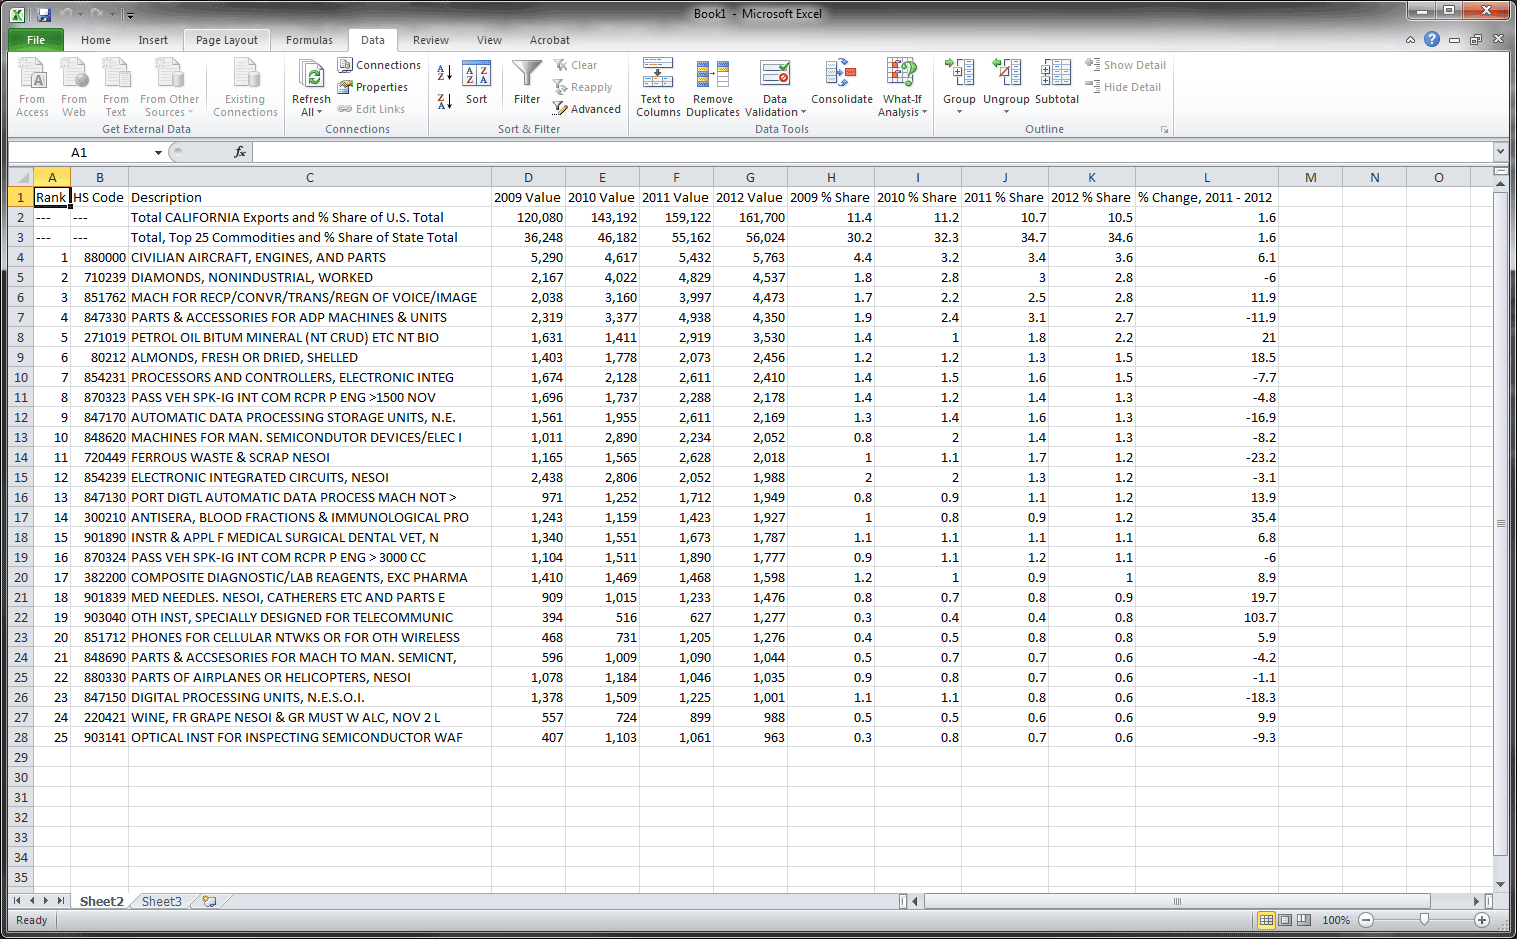 Book1 - Microsoft Excel
File Home Insert Page Layout Formulas Data Review View Acrobat
From Access From Web From Text From Other Sources Existing Connections Refresh All Connections Properties Edit Links Sort Filter Clear Reapply Advanced Text to Columns Remove Duplicates Data Validation Consolidate What-If Analysis Group Ungroup Subtotal Show Detail Hide Detail
Get External Data Connections Sort & Filter Data Tools Outline
A1 fx
A B C D E F G H I J K L M N O
1 Rank HS Code Description 2009 Value 2010 Value 2011 Value 2012 Value 2009 % Share 2010 % Share 2011 % Share 2012 % Share % Change, 2011 - 2012
2 --- --- Total CALIFORNIA Exports and % Share of U.S. Total 120,080 143,192 159,122 161,700 11.4 11.2 10.7 10.5 1.6
3 --- --- Total, Top 25 Commodities and % Share of State Total 36,248 46,182 55,162 56,024 30.2 32.3 34.7 34.6 1.6
4 1 880000 CIVILIAN AIRCRAFT, ENGINES, AND PARTS 5,290 4,617 5,432 5,763 4.4 3.2 3.4 3.6 6.1
5 2 710239 DIAMONDS, NONINDUSTRIAL, WORKED 2,167 4,022 4,829 4,537 1.8 2.8 3 2.8 -6
6 3 851762 MACH FOR RECP/CONVR/TRANS/REGN OF VOICE/IMAGE 2,038 3,160 3,997 4,473 1.7 2.2 2.5 2.8 11.9
7 4 847330 PARTS & ACCESSORIES FOR ADP MACHINES & UNITS 2,319 3,377 4,938 4,350 1.9 2.4 3.1 2.7 -11.9
8 5 271019 PETROL OIL BITUM MINERAL (NT CRUD) ETC NT BIO 1,631 1,411 2,919 3,530 1.4 1 1.8 2.2 21
9 6 80212 ALMONDS, FRESH OR DRIED, SHELLED 1,403 1,778 2,073 2,456 1.2 1.2 1.3 1.5 18.5
10 7 854231 PROCESSORS AND CONTROLLERS, ELECTRONIC INTEG 1,674 2,128 2,611 2,410 1.4 1.5 1.6 1.5 -7.7
11 8 870323 PASS VEH SPK-IG INT COM RCPR P ENG >1500 NOV 1,696 1,737 2,288 2,178 1.4 1.2 1.4 1.3 -4.8
12 9 847170 AUTOMATIC DATA PROCESSING STORAGE UNITS, N.E. 1,561 1,955 2,611 2,169 1.3 1.4 1.6 1.3 -16.9
13 10 848620 MACHINES FOR MAN. SEMICONDUTOR DEVICES/ELEC I 1,011 2,890 2,234 2,052 0.8 2 1.4 1.3 -8.2
14 11 720449 FERROUS WASTE & SCRAP NESOI 1,165 1,565 2,628 2,018 1 1.1 1.7 1.2 -23.2
15 12 854239 ELECTRONIC INTEGRATED CIRCUITS, NESOI 2,438 2,806 2,052 1,988 2 2 1.3 1.2 -3.1
16 13 847130 PORT DIGTL AUTOMATIC DATA PROCESS MACH NOT > 971 1,252 1,712 1,949 0.8 0.9 1.1 1.2 13.9
17 14 300210 ANTISERA, BLOOD FRACTIONS & IMMUNOLOGICAL PRO 1,243 1,159 1,423 1,927 1 0.8 0.9 1.2 35.4
18 15 901890 INSTR & APPL F MEDICAL SURGICAL DENTAL VET, N 1,340 1,551 1,673 1,787 1.1 1.1 1.1 1.1 6.8
19 16 870324 PASS VEH SPK-IG INT COM RCPR P ENG > 3000 CC 1,104 1,511 1,890 1,777 0.9 1.1 1.2 1.1 -6
20 17 382200 COMPOSITE DIAGNOSTIC/LAB REAGENTS, EXC PHARMA 1,410 1,469 1,468 1,598 1.2 1 0.9 1 8.9
21 18 901839 MED NEEDLES. NESOI, CATHERERS ETC AND PARTS E 909 1,015 1,233 1,476 0.8 0.7 0.8 0.9 19.7
22 19 903040 OTH INST, SPECIALLY DESIGNED FOR TELECOMMUNIC 394 516 627 1,277 0.3 0.4 0.4 0.8 103.7
23 20 851712 PHONES FOR CELLULAR NTWKS OR FOR OTH WIRELESS 468 731 1,205 1,276 0.4 0.5 0.8 0.8 5.9
24 21 848690 PARTS & ACCSESORIES FOR MACH TO MAN. SEMICNT, 596 1,009 1,090 1,044 0.5 0.7 0.7 0.6 -4.2
25 22 880330 PARTS OF AIRPLANES OR HELICOPTERS, NESOI 1,078 1,184 1,046 1,035 0.9 0.8 0.7 0.6 -1.1
26 23 847150 DIGITAL PROCESSING UNITS, N.E.S.O.I. 1,378 1,509 1,225 1,001 1.1 1.1 0.8 0.6 -18.3
27 24 220421 WINE, FR GRAPE NESOI & GR MUST W ALC, NOV 2 L 557 724 899 988 0.5 0.5 0.6 0.6 9.9
28 25 903141 OPTICAL INST FOR INSPECTING SEMICONDUCTOR WAF 407 1,103 1,061 963 0.3 0.8 0.7 0.6 -9.3
29
30
31
32
33
34
35
Sheet2 Sheet3
Ready 100%